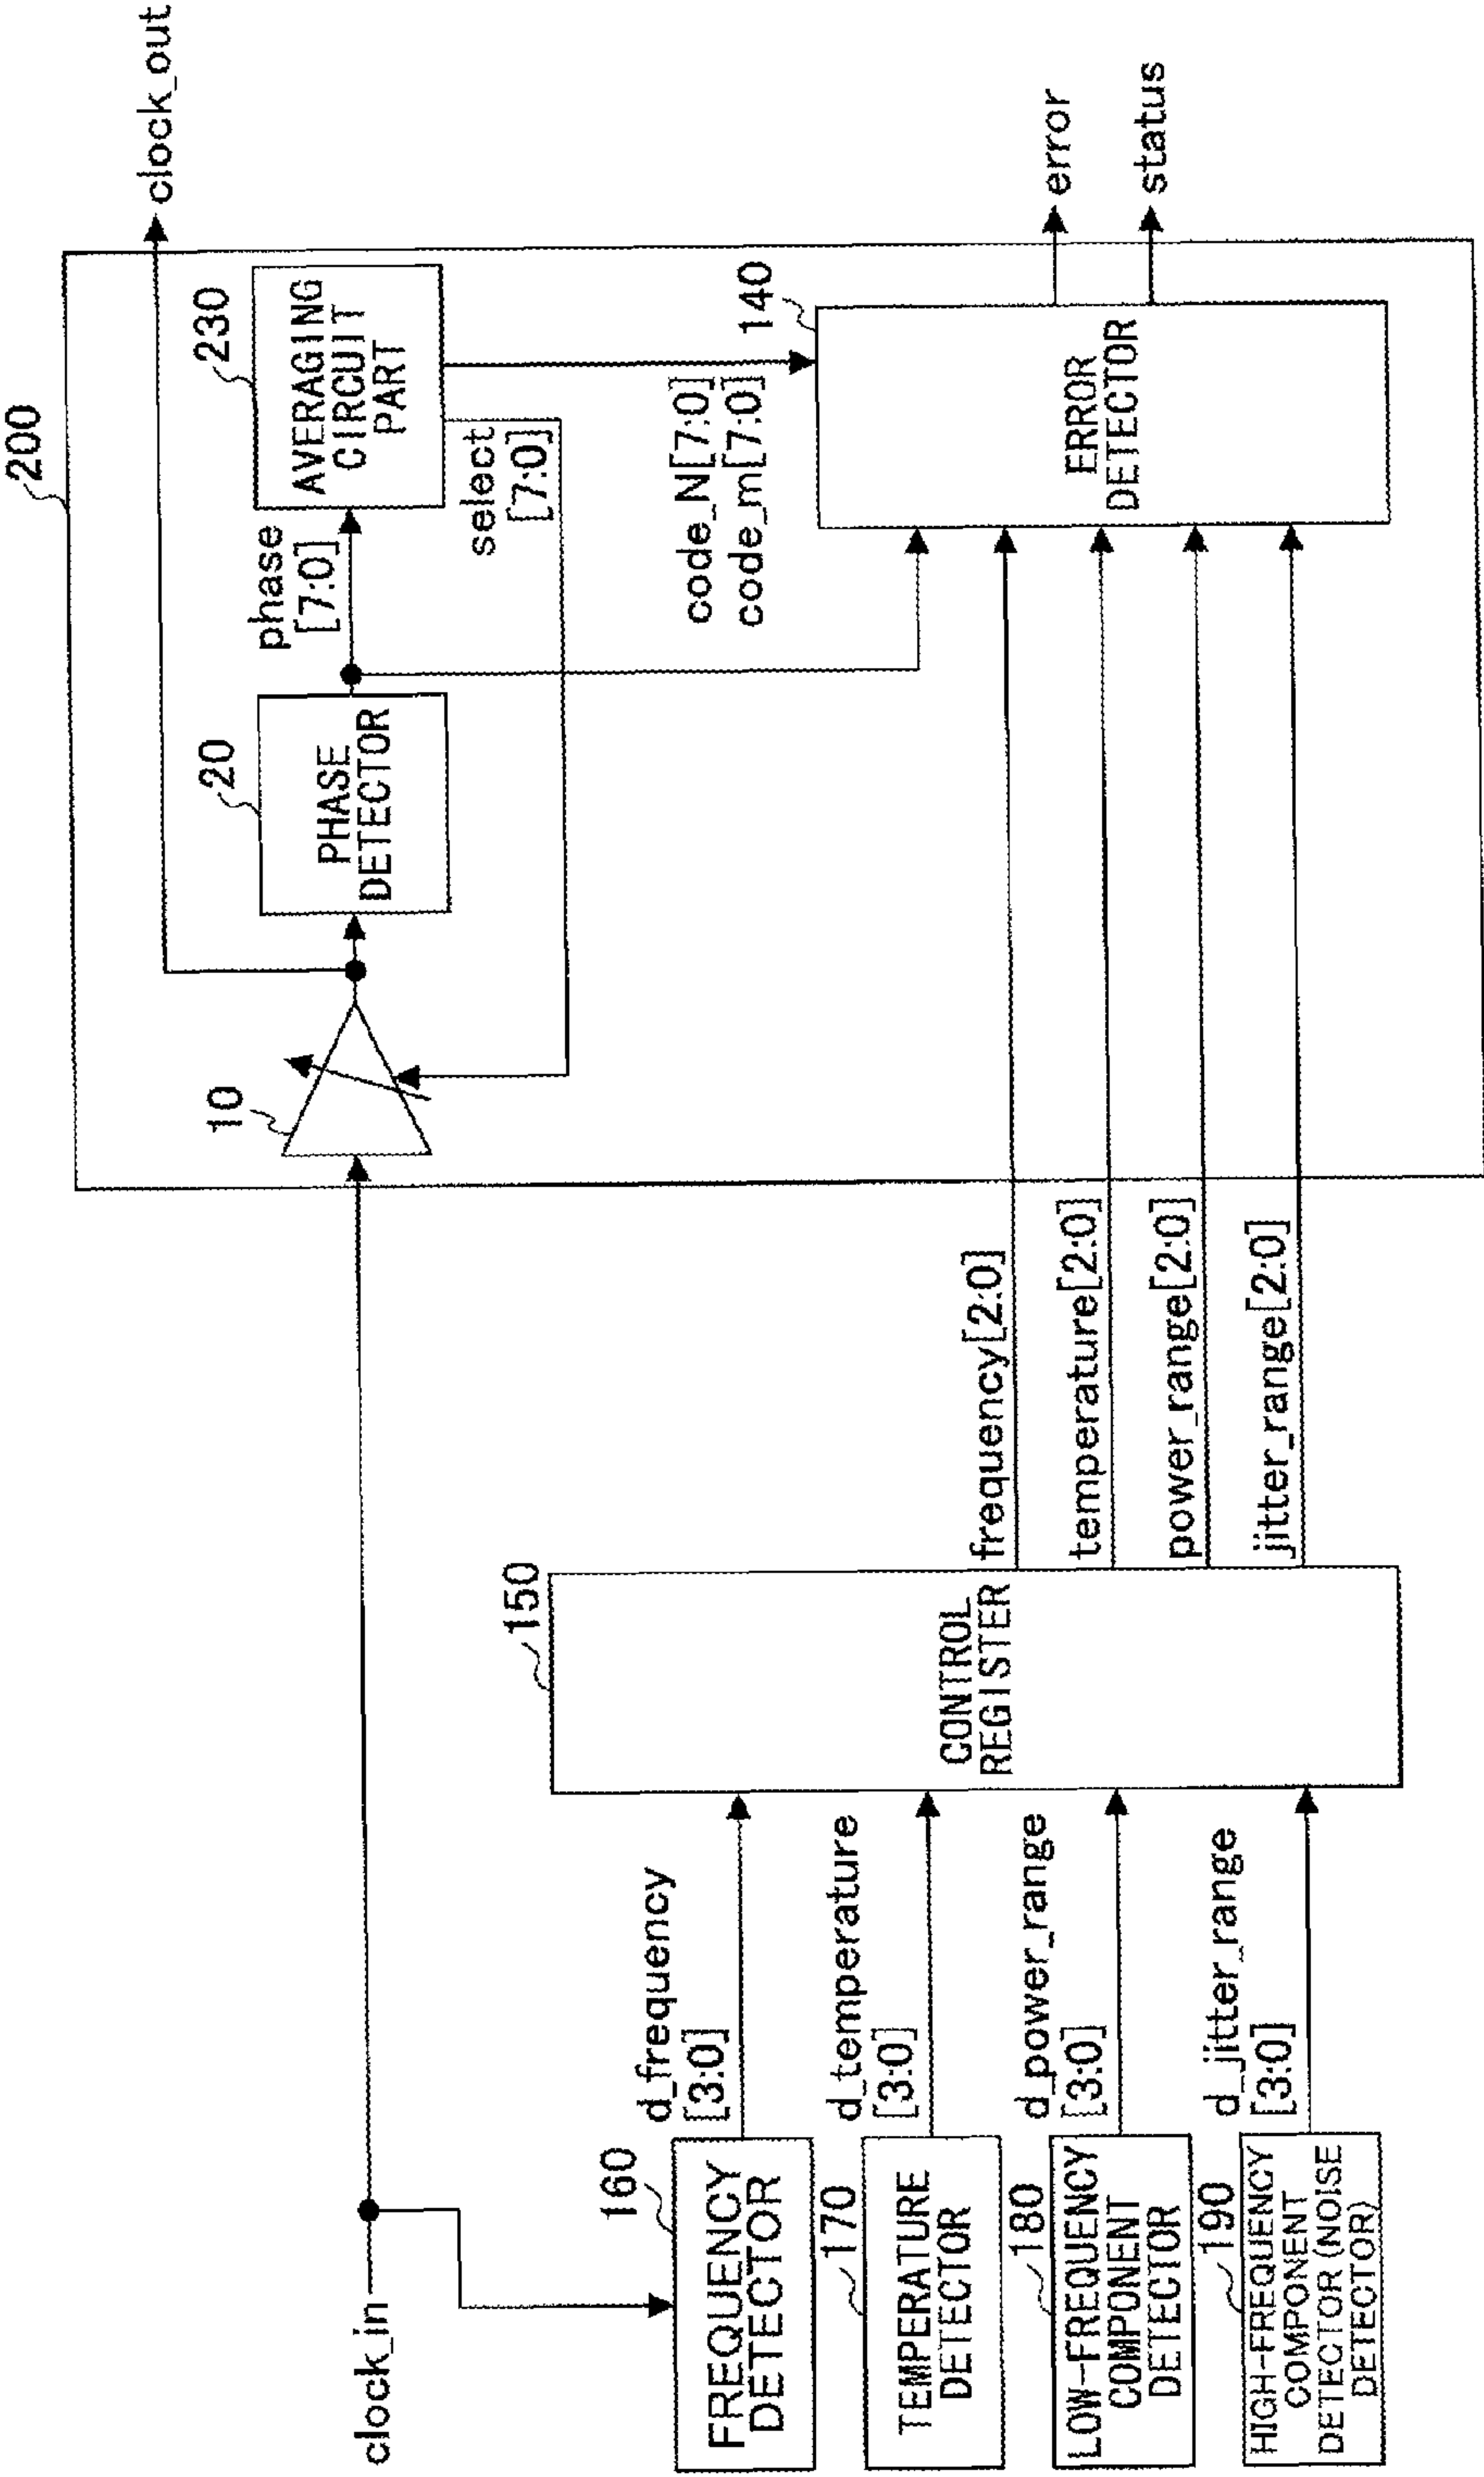 200
clock_out
10
20
PHASE
DETECTOR
phase
[7:0]
230
AVERAGING
CIRCUIT
PART
select
[7:0]
code_N[7:0]
code_m[7:0]
140
ERROR
DETECTOR
error
status
clock_in
160
FREQUENCY
DETECTOR
d_frequency
[3:0]
170
TEMPERATURE
DETECTOR
d_temperature
[3:0]
180
LOW-FREQUENCY
COMPONENT
DETECTOR
d_power_range
[3:0]
190
HIGH-FREQUENCY
COMPONENT
DETECTOR (NOISE
DETECTOR)
d_jitter_range
[3:0]
150
CONTROL
REGISTER
frequency[2:0]
temperature[2:0]
power_range[2:0]
jitter_range[2:0]